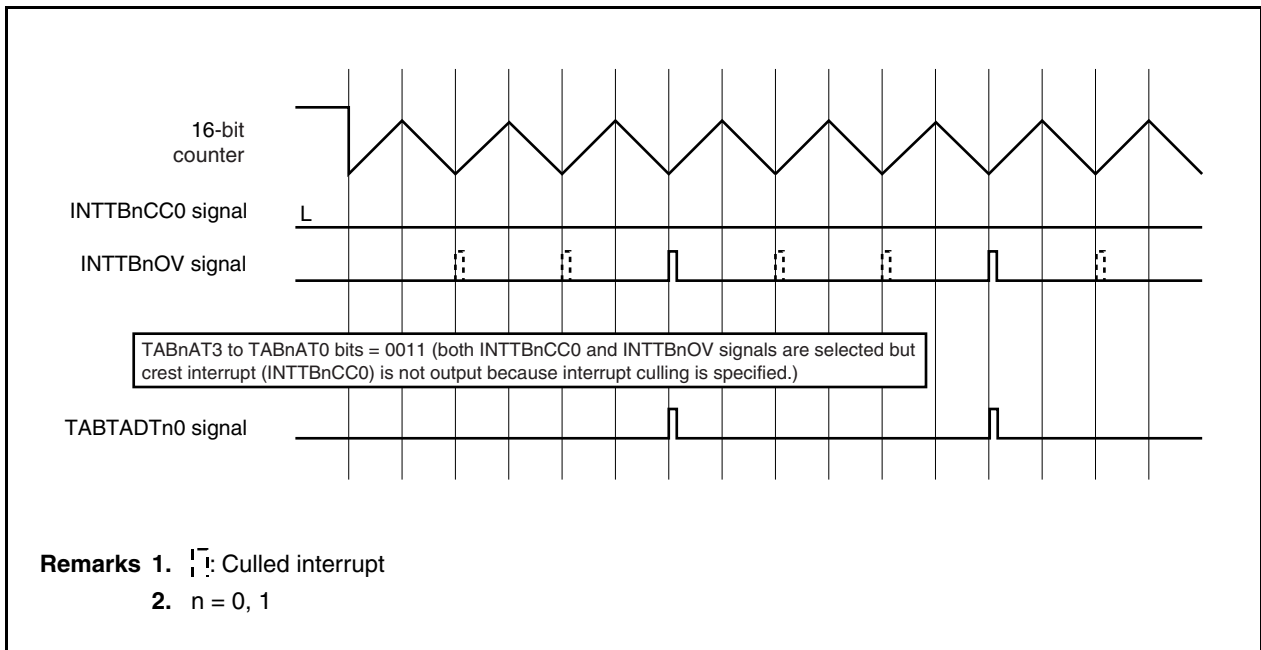 16-bit
counter
INTTBnCC0 signal
L
INTTBnOV signal
TABnAT3 to TABnAT0 bits = 0011 (both INTTBnCC0 and INTTBnOV signals are selected but
crest interrupt (INTTBnCC0) is not output because interrupt culling is specified.)
TABTADTn0 signal
Remarks 1. : Culled interrupt
2. n = 0, 1